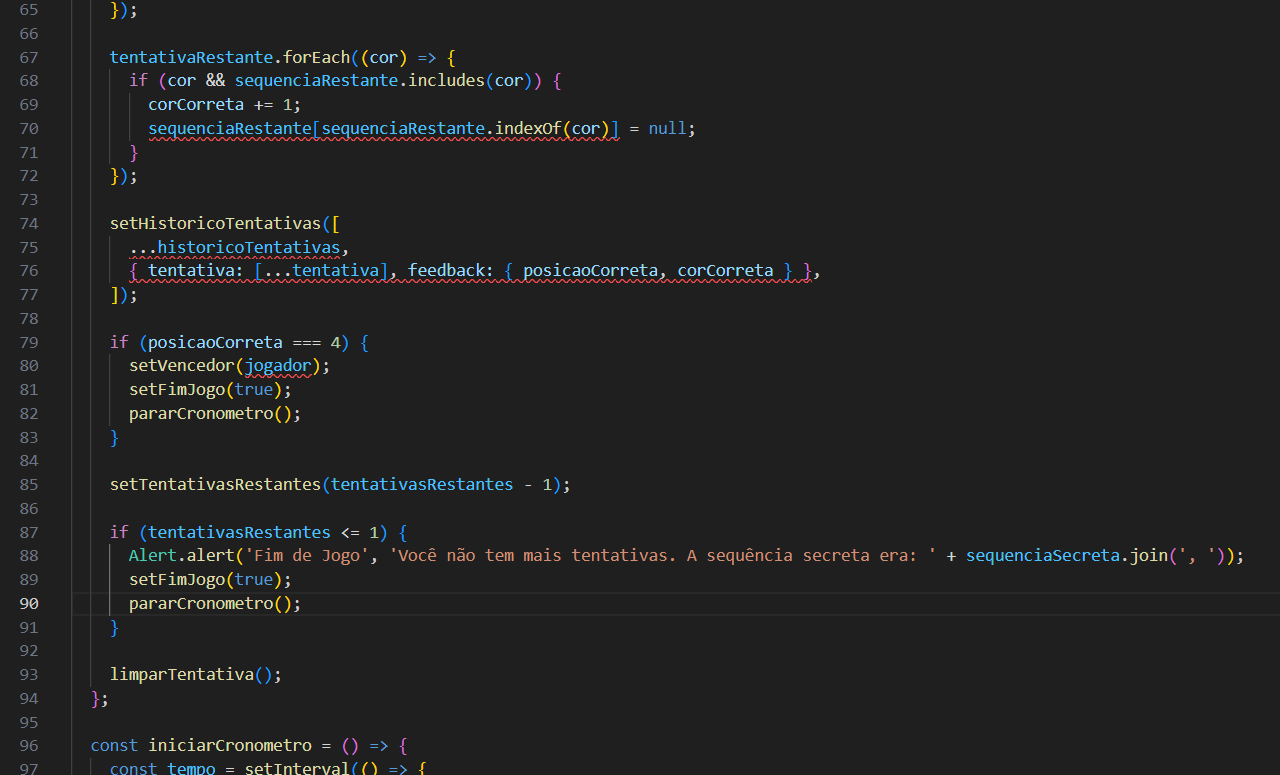 65 });
66
67 tentativaRestante.forEach((cor) => {
68 if (cor && sequenciaRestante.includes(cor)) {
69 corCorreta += 1;
70 sequenciaRestante[sequenciaRestante.indexOf(cor)] = null;
71 }
72 });
73
74 setHistoricoTentativas([
75 ...historicoTentativas,
76 { tentativa: [...tentativa], feedback: { posicaoCorreta, corCorreta } },
77 ]);
78
79 if (posicaoCorreta === 4) {
80 setVencedor(jogador);
81 setFimJogo(true);
82 pararCronometro();
83 }
84
85 setTentativasRestantes(tentativasRestantes - 1);
86
87 if (tentativasRestantes <= 1) {
88 Alert.alert('Fim de Jogo', 'Você não tem mais tentativas. A sequência secreta era: ' + sequenciaSecreta.join(', '));
89 setFimJogo(true);
90 pararCronometro();
91 }
92
93 limparTentativa();
94 };
95
96 const iniciarCronometro = () => {
97 const tempo = setInterval(() => {